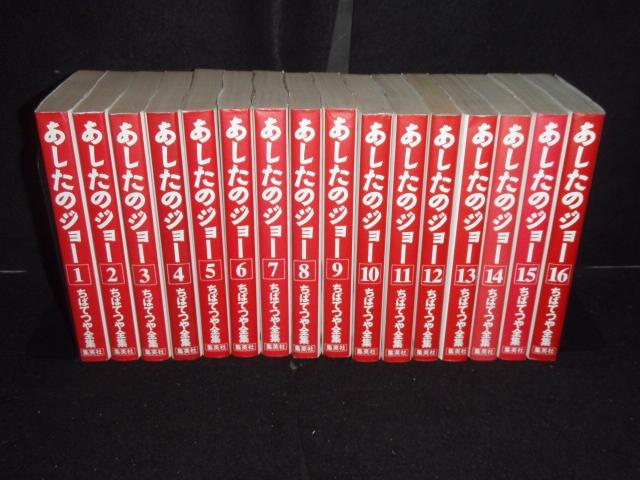 あしたのジョー 1 ちばてつや全集 集英社
あしたのジョー 2 ちばてつや全集 集英社
あしたのジョー 3 ちばてつや全集 集英社
あしたのジョー 4 ちばてつや全集 集英社
あしたのジョー 5 ちばてつや全集 集英社
あしたのジョー 6 ちばてつや全集 集英社
あしたのジョー 7 ちばてつや全集 集英社
あしたのジョー 8 ちばてつや全集 集英社
あしたのジョー 9 ちばてつや全集 集英社
あしたのジョー 10 ちばてつや全集 集英社
あしたのジョー 11 ちばてつや全集 集英社
あしたのジョー 12 ちばてつや全集 集英社
あしたのジョー 13 ちばてつや全集 集英社
あしたのジョー 14 ちばてつや全集 集英社
あしたのジョー 15 ちばてつや全集 集英社
あしたのジョー 16 ちばてつや全集 集英社